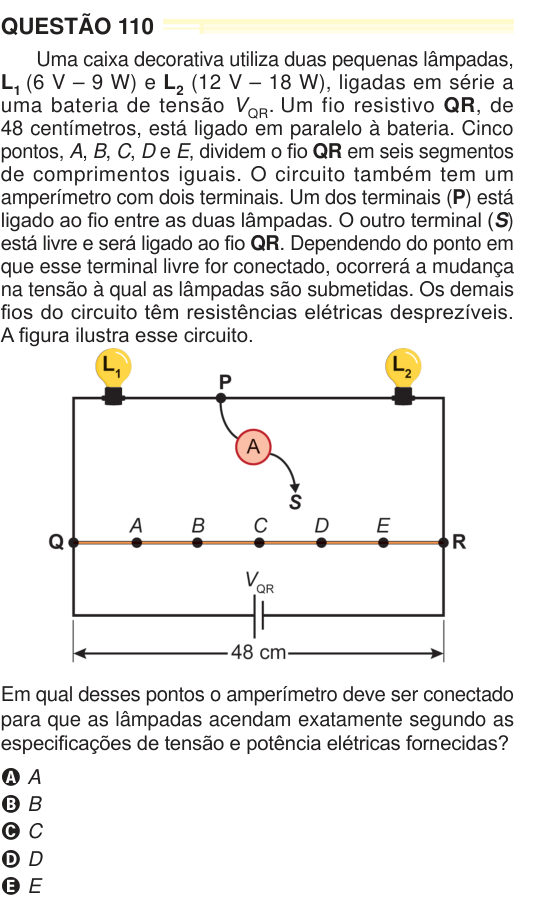 QUESTÃO 110
Uma caixa decorativa utiliza duas pequenas lâmpadas,
L1 (6 V – 9 W) e L2 (12 V – 18 W), ligadas em série a
uma bateria de tensão VQR. Um fio resistivo QR, de
48 centímetros, está ligado em paralelo à bateria. Cinco
pontos, A, B, C, D e E, dividem o fio QR em seis segmentos
de comprimentos iguais. O circuito também tem um
amperímetro com dois terminais. Um dos terminais (P) está
ligado ao fio entre as duas lâmpadas. O outro terminal (S)
está livre e será ligado ao fio QR. Dependendo do ponto em
que esse terminal livre for conectado, ocorrerá a mudança
na tensão à qual as lâmpadas são submetidas. Os demais
fios do circuito têm resistências elétricas desprezíveis.
A figura ilustra esse circuito.
L1 L2
P
A
S
A B C D E
Q R
VQR
48 cm
Em qual desses pontos o amperímetro deve ser conectado
para que as lâmpadas acendam exatamente segundo as
especificações de tensão e potência elétricas fornecidas?
A A
B B
C C
D D
E E